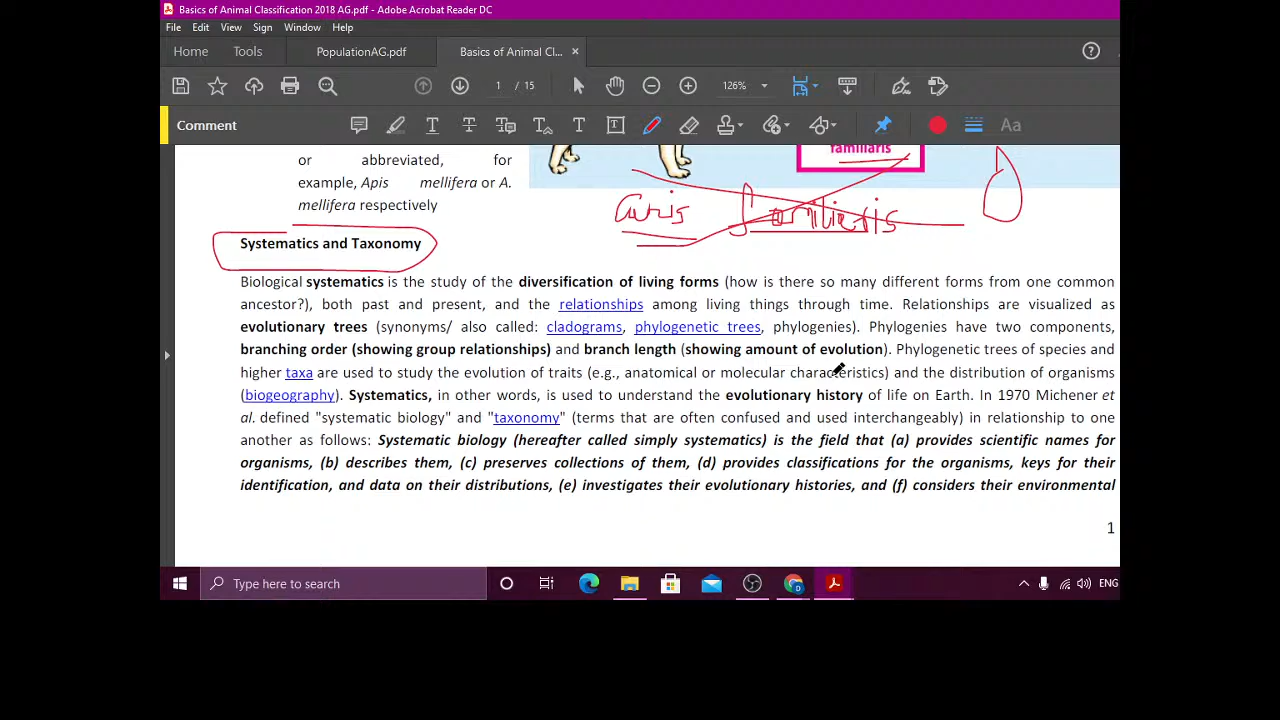 Basics of Animal Classification 2018 AG.pdf - Adobe Acrobat Reader DC
File Edit View Sign Window Help
Home Tools PopulationAG.pdf Basics of Animal Cl... ×
1 / 15 126%
Comment
Aa
familiaris
or abbreviated, for
example, Apis mellifera or A.
mellifera respectively
Systematics and Taxonomy
Biological systematics is the study of the diversification of living forms (how is there so many different forms from one common
ancestor?), both past and present, and the relationships among living things through time. Relationships are visualized as
evolutionary trees (synonyms/ also called: cladograms, phylogenetic trees, phylogenies). Phylogenies have two components,
branching order (showing group relationships) and branch length (showing amount of evolution). Phylogenetic trees of species and
higher taxa are used to study the evolution of traits (e.g., anatomical or molecular characteristics) and the distribution of organisms
(biogeography). Systematics, in other words, is used to understand the evolutionary history of life on Earth. In 1970 Michener et
al. defined "systematic biology" and "taxonomy" (terms that are often confused and used interchangeably) in relationship to one
another as follows: Systematic biology (hereafter called simply systematics) is the field that (a) provides scientific names for
organisms, (b) describes them, (c) preserves collections of them, (d) provides classifications for the organisms, keys for their
identification, and data on their distributions, (e) investigates their evolutionary histories, and (f) considers their environmental
1
Type here to search
ENG